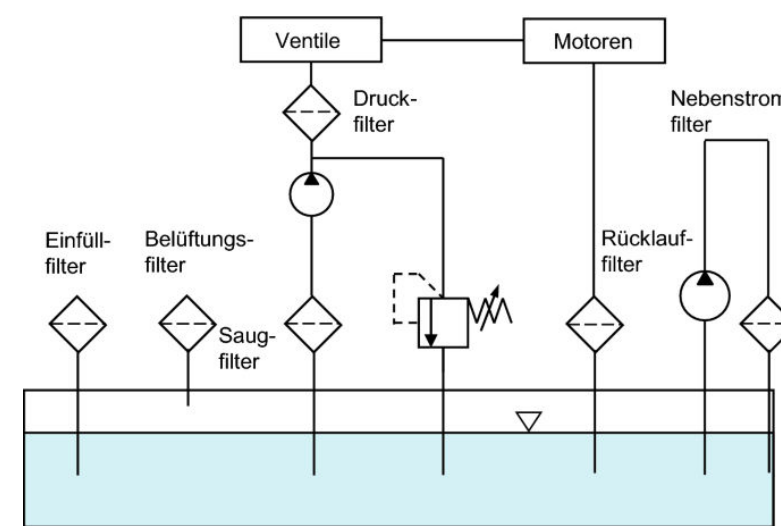 Ventile
Motoren
Druck-
filter
Nebenstrom
filter
Einfüll-
filter
Belüftungs-
filter
Rücklauf-
filter
Saug-
filter